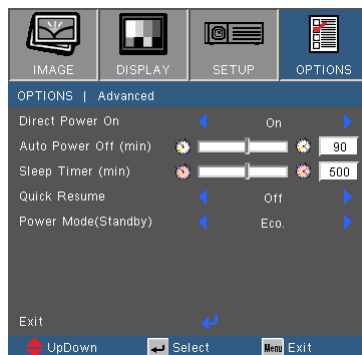 IMAGE DISPLAY SETUP OPTIONS
OPTIONS | Advanced
Direct Power On On
Auto Power Off (min) 90
Sleep Timer (min) 500
Quick Resume Off
Power Mode(Standby) Eco.
Exit
UpDown Select Menu Exit